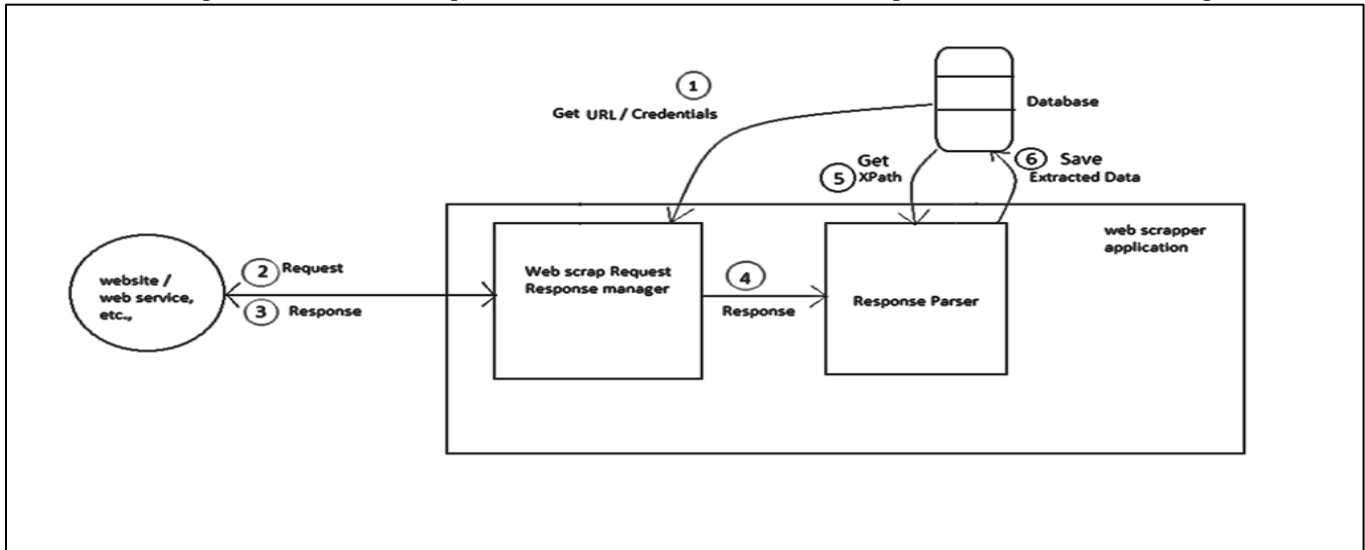 1
Get URL / Credentials
Database
Get
5 XPath
6 Save
Extracted Data
web scrapper
application
website /
web service,
etc.,
2 Request
3 Response
Web scrap Request
Response manager
4
Response
Response Parser